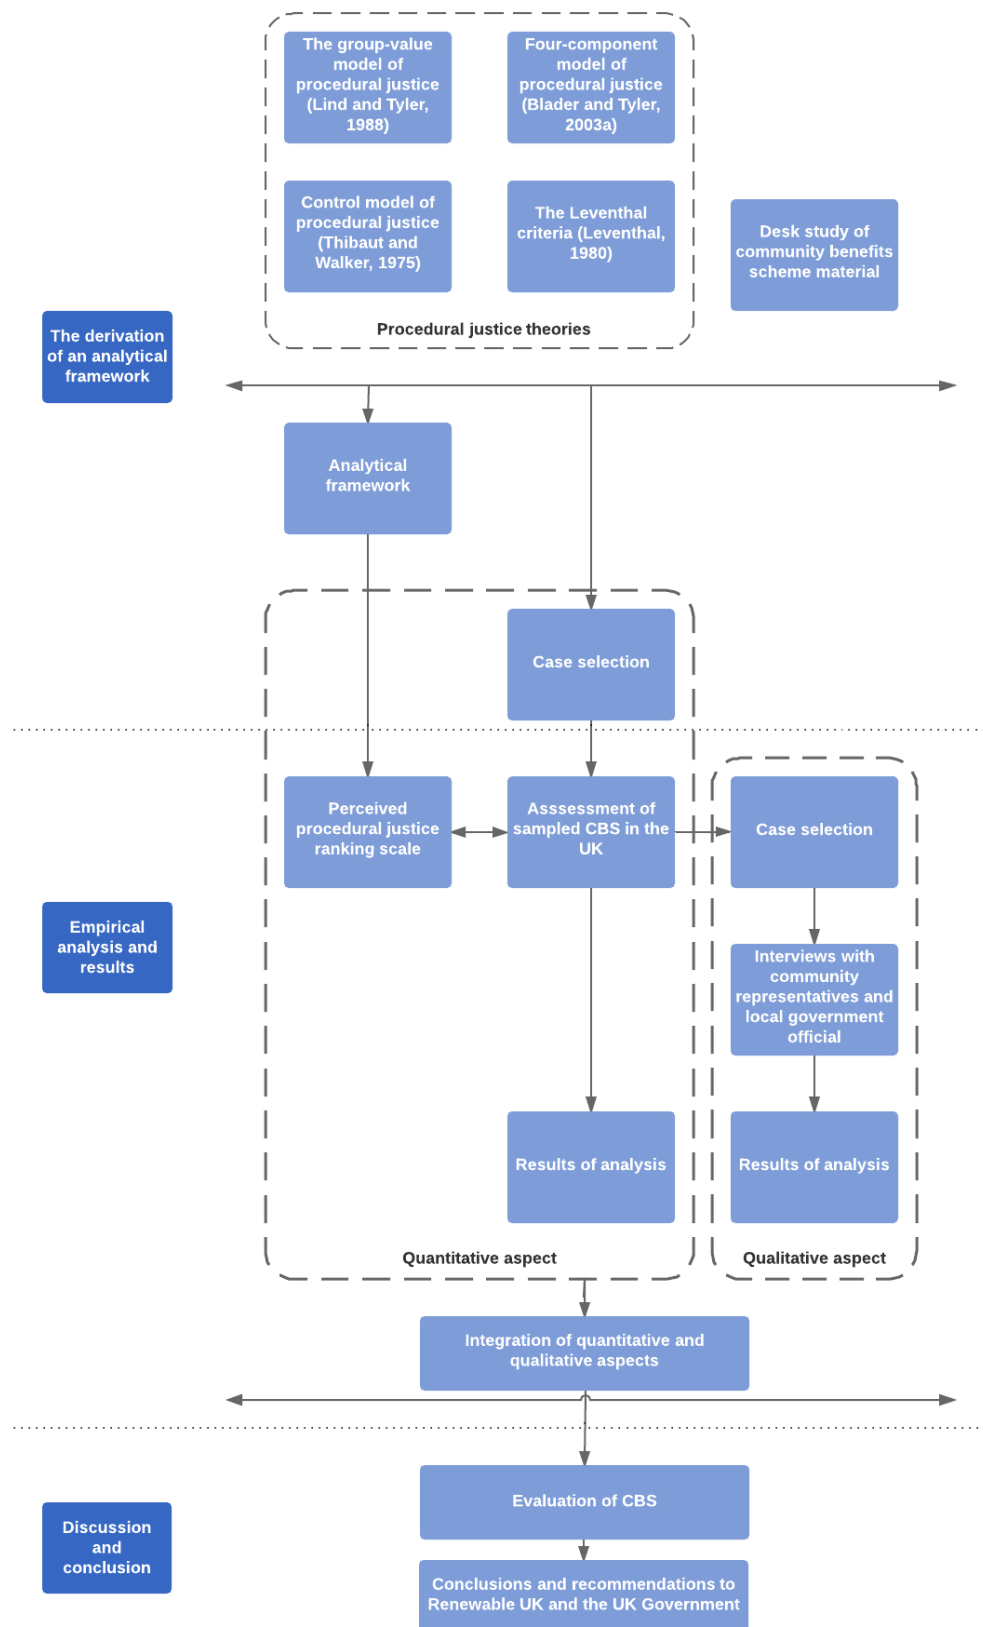 The group-value
model of
procedural justice
(Lind and Tyler,
1988)
Four-component
model of
procedural justice
(Blader and Tyler,
2003a)
Control model of
procedural justice
(Thibaut and
Walker, 1975)
The Leventhal
criteria (Leventhal,
1980)
Desk study of
community benefits
scheme material
Procedural justice theories
The derivation
of an analytical
framework
Analytical
framework
Case selection
Perceived
procedural justice
ranking scale
Asssessment of
sampled CBS in the
UK
Case selection
Empirical
analysis and
results
Interviews with
community
representatives and
local government
official
Results of analysis
Results of analysis
Quantitative aspect
Qualitative aspect
Integration of quantitative and
qualitative aspects
Evaluation of CBS
Discussion
and
conclusion
Conclusions and recommendations to
Renewable UK and the UK Government